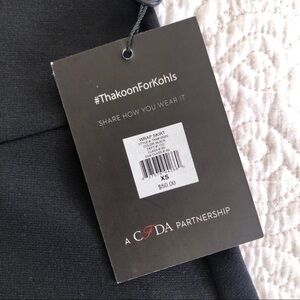 #ThakoonForKohls
SHARE HOW YOU WEAR IT
WRAP SKIRT
XS
$50.00
A CFDA PARTNERSHIP